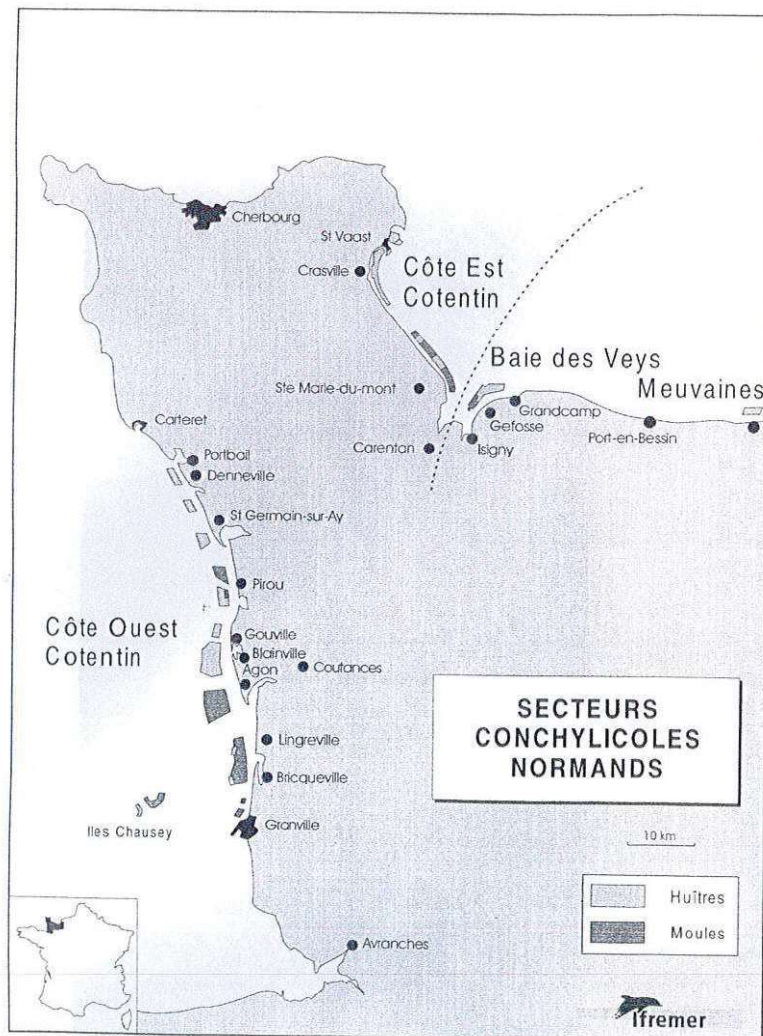 Cherbourg
St Vaast
Crasville
Côte Est
Cotentin
Baie des Veys
Meuvaines
Ste Marie-du-mont
Grandcamp
Gefosse
Carteret
Port-en-Bessin
Carentan
Isigny
Portbail
Denneville
St Germain-sur-Ay
Pirou
Côte Ouest
Cotentin
Gouville
Blainville
Agon
Coutances
SECTEURS
CONCHYLICOLES
NORMANDS
Lingreville
Bricqueville
Iles Chausey
Granville
10 km
Huîtres
Moules
Avranches
Ifremer